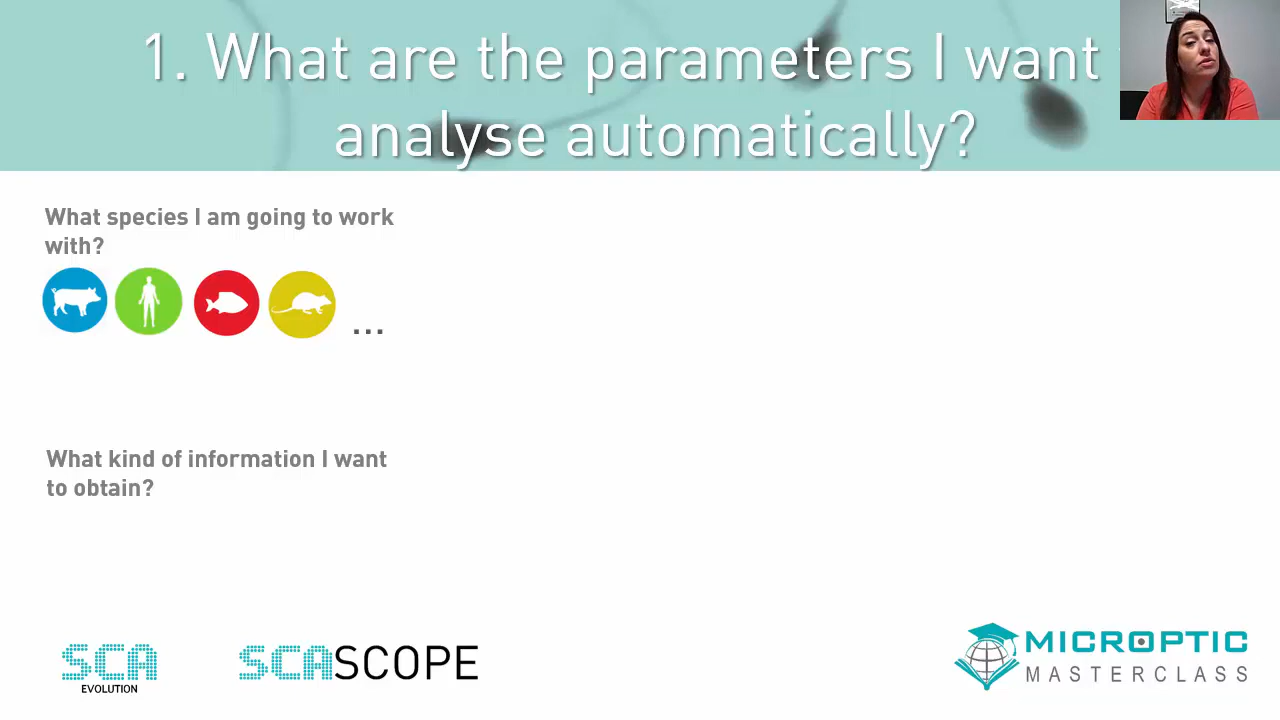 1. What are the parameters I want
analyse automatically?
What species I am going to work
with?
...
What kind of information I want
to obtain?
SCA
EVOLUTION
SCASCOPE
MICROPTIC
MASTERCLASS